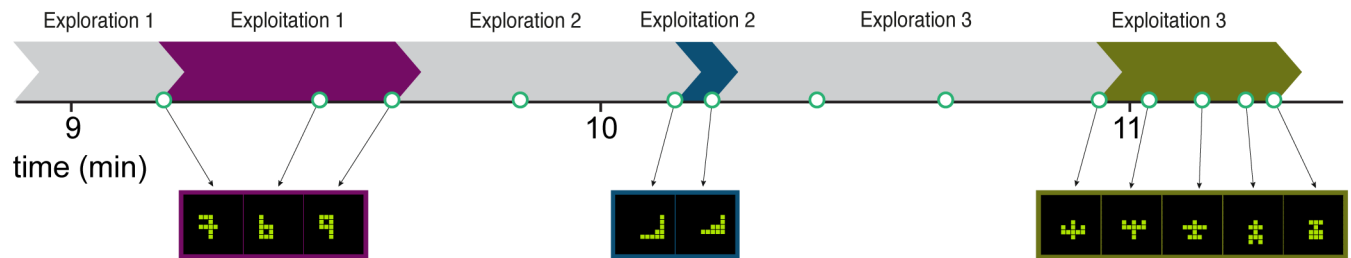 Exploration 1 Exploitation 1 Exploration 2 Exploitation 2 Exploration 3 Exploitation 3
9 10 11
time (min)